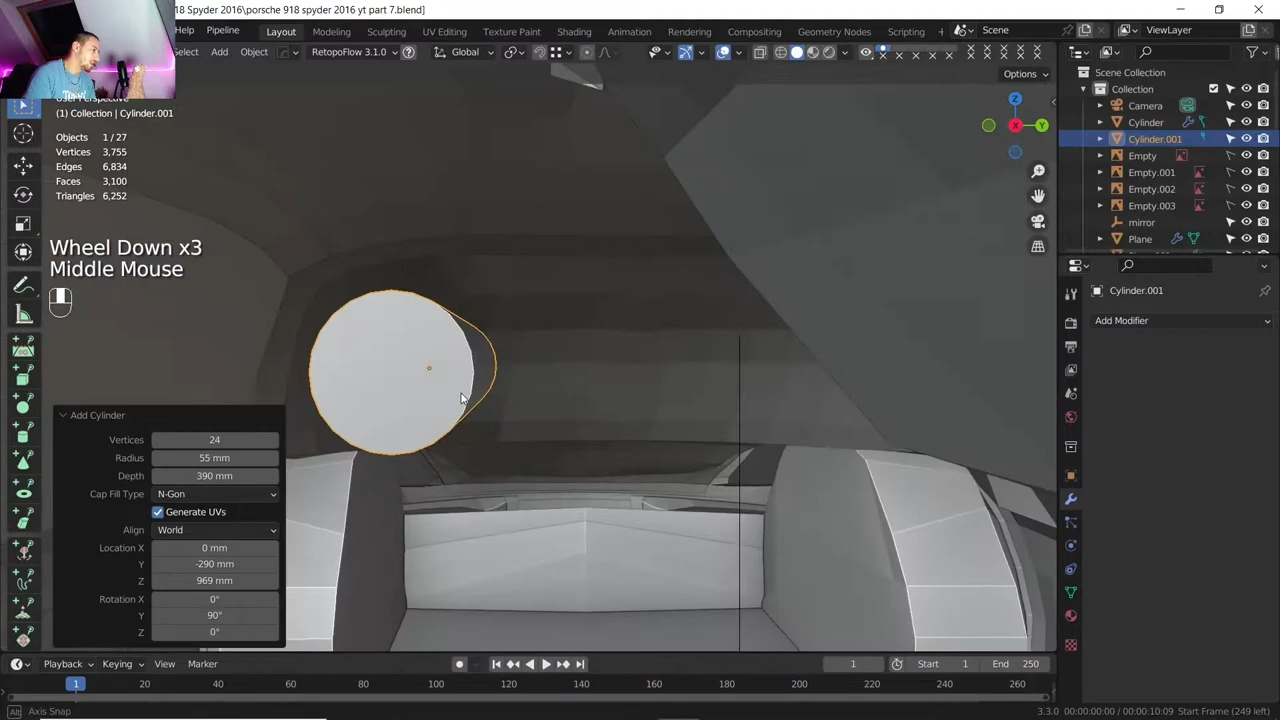 18 Spyder 2016\porsche 918 spyder 2016 yt part 7.blend]
der Help Pipeline Layout Modeling Sculpting UV Editing Texture Paint Shading Animation Rendering Compositing Geometry Nodes Scripting Scene ViewLayer
Select Add Object RetopoFlow 3.1.0 Global
Options
User Perspective
(1) Collection | Cylinder.001
Objects 1 / 27
Vertices 3,755
Edges 6,834
Faces 3,100
Triangles 6,252
Wheel Down x3
Middle Mouse
Z
X
Y
Add Cylinder
Vertices 24
Radius 55 mm
Depth 390 mm
Cap Fill Type N-Gon
Generate UVs
Align World
Location X 0 mm
Y -290 mm
Z 969 mm
Rotation X 0°
Y 90°
Z 0°
Scene Collection
Collection
Camera
Cylinder
Cylinder.001
Empty
Empty.001
Empty.002
Empty.003
mirror
Plane
Cylinder.001
Add Modifier
Playback Keying View Marker 1 Start 1 End 250
1 20 40 60 80 100 120 140 160 180 200 220 240 260
Alt Axis Snap 3.3.0 00:00:00:00 / 00:00:10:09 Start Frame (249 left)